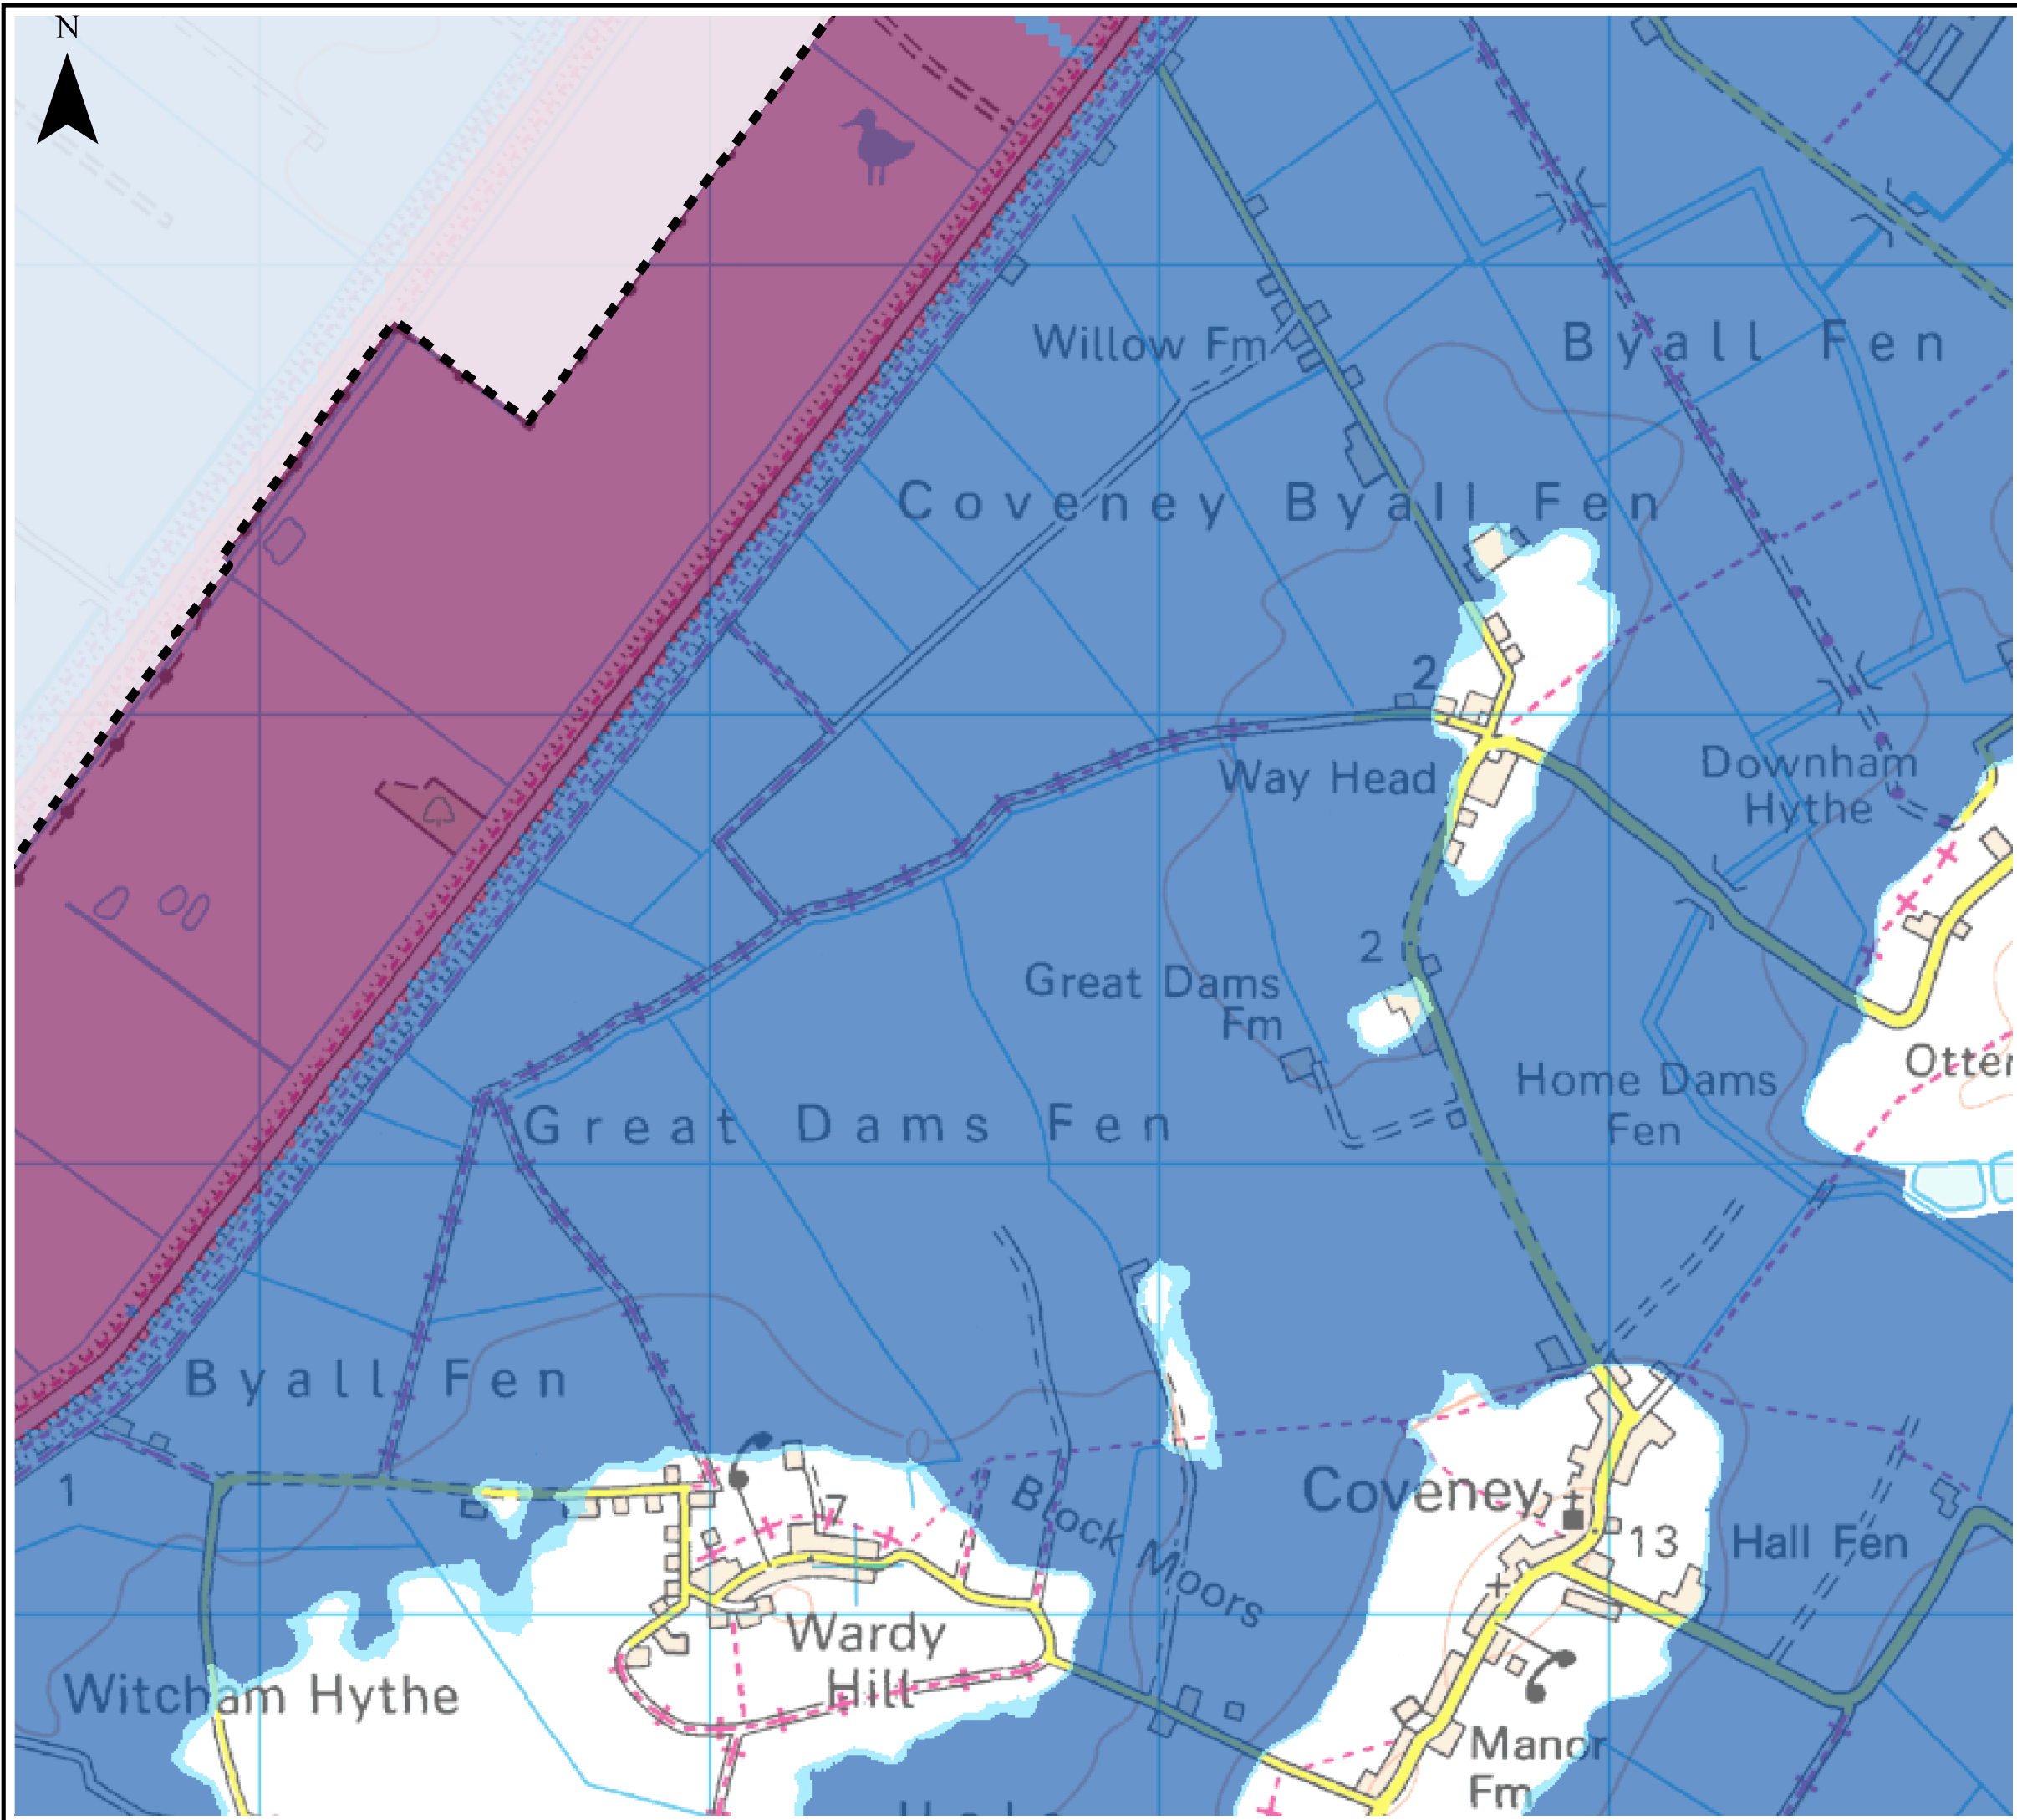 N
Willow Fm
Byall Fen
Coveney Byall Fen
2
Way Head
Downham
Hythe
2
Great Dams
Fm
Otter
Home Dams
Fen
Great Dams Fen
Byall Fen
1
7
Block Moors
Coveney
13
Hall Fen
Wardy
Hill
Witcham Hythe
Manor
Fm